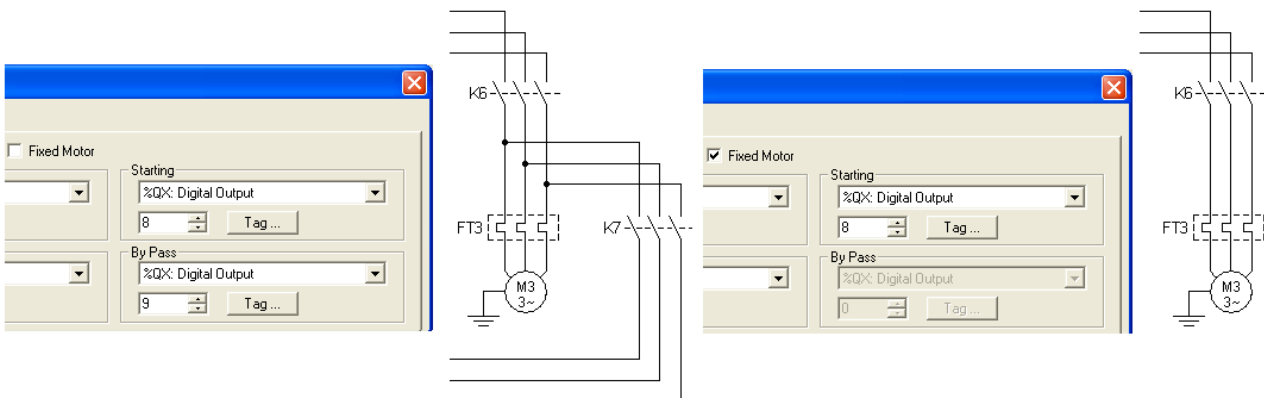 Fixed Motor
Starting
%QX: Digital Output
8
Tag ...
By Pass
%QX: Digital Output
9
Tag ...
K6
FT3
K7
M3
3~
Fixed Motor
Starting
%QX: Digital Output
8
Tag ...
By Pass
%QX: Digital Output
0
Tag ...
K6
FT3
M3
3~